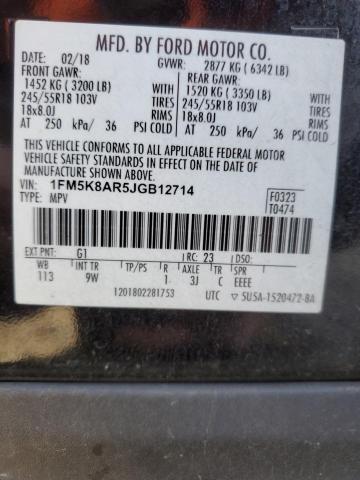 MFD. BY FORD MOTOR CO.
DATE: 02/18 GVWR: 2877 KG ( 6342 LB)
FRONT GAWR: REAR GAWR:
1452 KG ( 3200 LB) 1520 KG ( 3350 LB)
245/55R18 103V TIRES 245/55R18 103V TIRES
18x8.0J RIMS 18x8.0J RIMS
AT 250 kPa/ 36 PSI COLD AT 250 kPa/ 36 PSI COLD
THIS VEHICLE CONFORMS TO ALL APPLICABLE FEDERAL MOTOR
VEHICLE SAFETY AND BUMPER STANDARDS IN EFFECT ON THE DATE OF
MANUFACTURE SHOWN ABOVE.
VIN: 1FM5K8AR5JGB12714 F0323
TYPE: MPV T0474
EXT PNT: G1 RC: 23 DSO:
WB INT TR TP/PS R AXLE TR SPR
113 9W 1 3J C EEEE
1201802281753 UTC ▽5U5A-1520472-8A